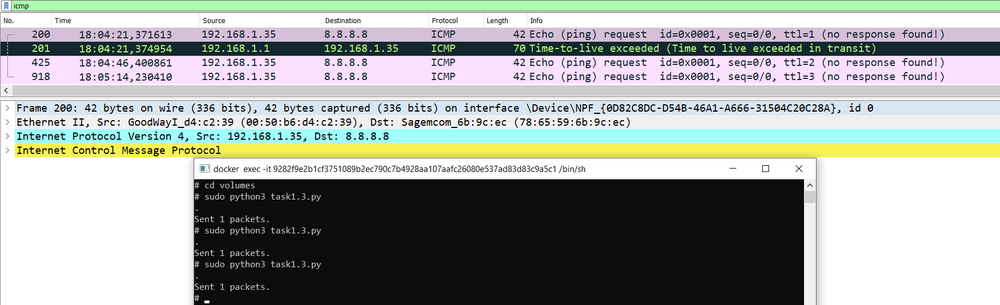 icmp
No. Time Source Destination Protocol Length Info
200 18:04:21,371613 192.168.1.35 8.8.8.8 ICMP 42 Echo (ping) request id=0x0001, seq=0/0, ttl=1 (no response found!)
201 18:04:21,374954 192.168.1.1 192.168.1.35 ICMP 70 Time-to-live exceeded (Time to live exceeded in transit)
425 18:04:46,400861 192.168.1.35 8.8.8.8 ICMP 42 Echo (ping) request id=0x0001, seq=0/0, ttl=2 (no response found!)
918 18:05:14,230410 192.168.1.35 8.8.8.8 ICMP 42 Echo (ping) request id=0x0001, seq=0/0, ttl=3 (no response found!)
Frame 200: 42 bytes on wire (336 bits), 42 bytes captured (336 bits) on interface \Device\NPF_{0D82C8DC-D54B-46A1-A666-31504C20C28A}, id 0
Ethernet II, Src: GoodWayI_d4:c2:39 (00:50:b6:d4:c2:39), Dst: Sagemcom_6b:9c:ec (78:65:59:6b:9c:ec)
Internet Protocol Version 4, Src: 192.168.1.35, Dst: 8.8.8.8
Internet Control Message Protocol
docker exec -it 9282f9e2b1cf3751089b2ec790c7b4928aa107aafc26080e537ad83d83c9a5c1 /bin/sh
# cd volumes
# sudo python3 task1.3.py
.
Sent 1 packets.
# sudo python3 task1.3.py
.
Sent 1 packets.
# sudo python3 task1.3.py
.
Sent 1 packets.
#